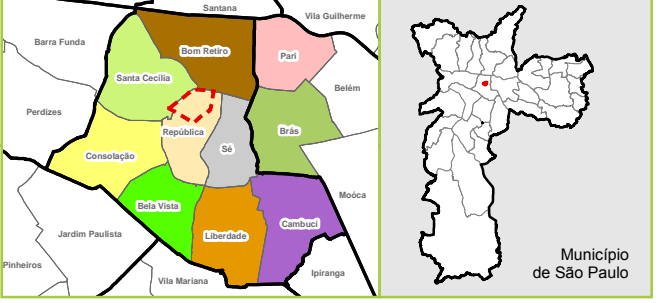 Santana
Vila Guilherme
Barra Funda
Bom Retiro
Pari
Santa Cecília
Belém
Perdizes
República
Brás
Sé
Consolação
Moóca
Bela Vista
Cambuci
Jardim Paulista
Liberdade
Pinheiros
Vila Mariana
Ipiranga
Município
de São Paulo